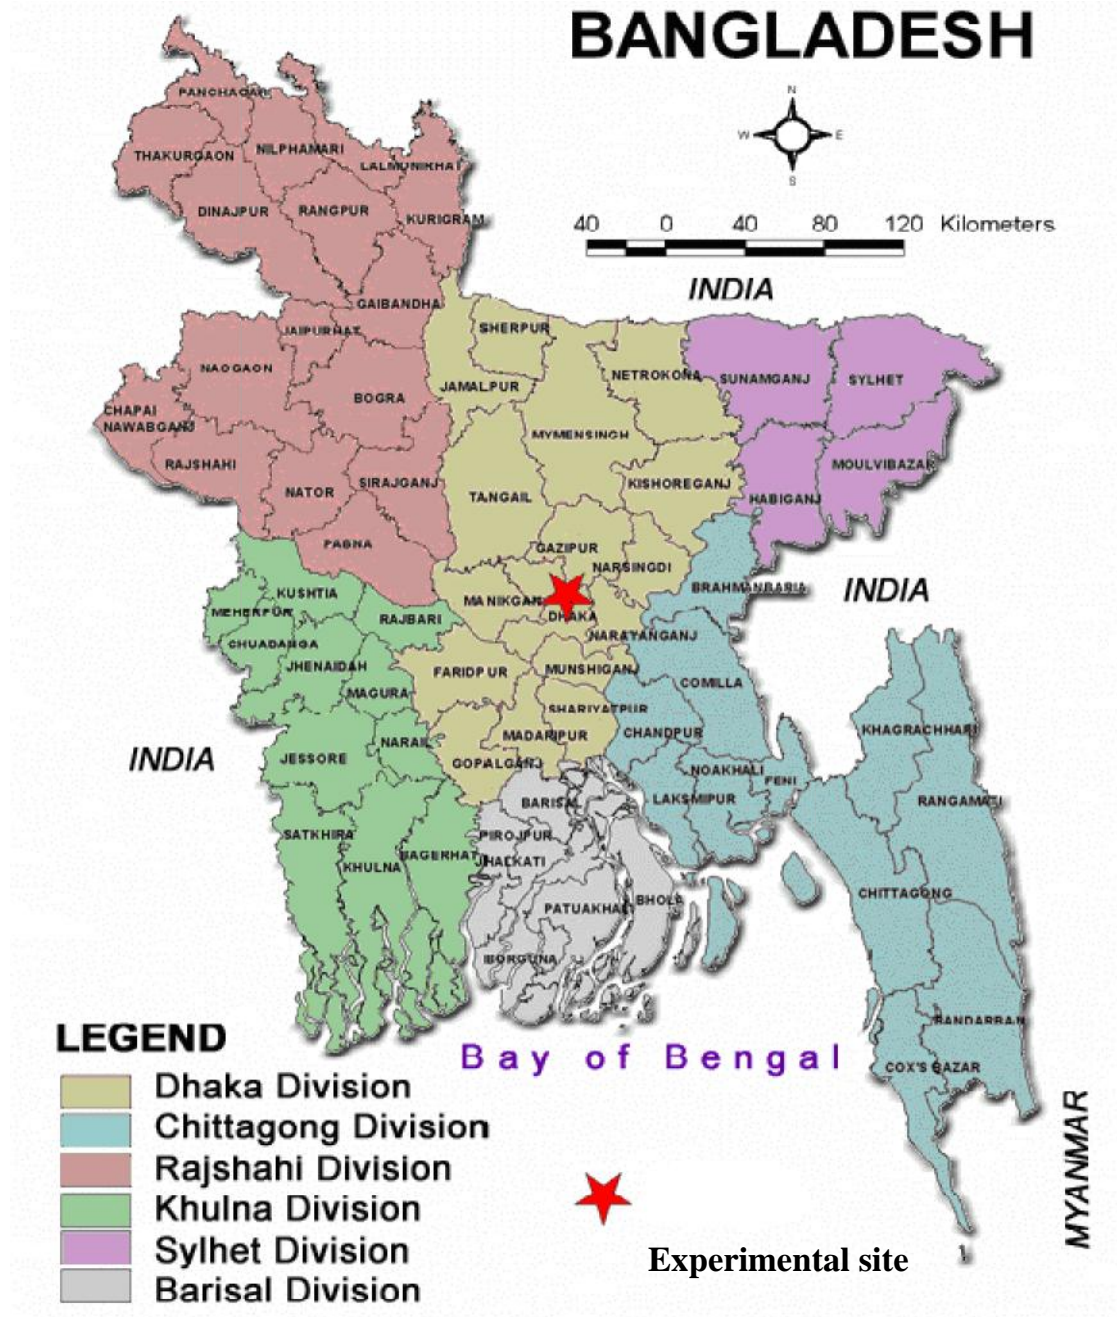 BANGLADESH
N
W E
S
40 0 40 80 120 Kilometers
INDIA
PANCHAGAR
THAKURGAON
NILPHAMARI
LALMUNIRHAT
DINAJPUR
RANGPUR
KURIGRAM
GAIBANDHA
JAIPURHAT
NAOGAON
BOGRA
CHAPAI
NAWABGANJ
RAJSHAHI
NATOR
SIRAJGANJ
PABNA
SHERPUR
JAMALPUR
NETROKONA
MYMENSINGH
KISHOREGANJ
TANGAIL
GAZIPUR
NARSINGDI
DHAKA
NARAYANGANJ
FARIDPUR
MUNSHIGANJ
SHARIYATPUR
MADARIPUR
GOPALGANJ
SUNAMGANJ
SYLHET
MOULVIBAZAR
HABIGANJ
BRAHMANBARIA
INDIA
KUSHTIA
MEHERPUR
RAJBARI
CHUADANGA
JHENAIDAH
MAGURA
JESSORE
NARAIL
INDIA
SATKHIRA
KHULNA
BAGERHAT
COMILLA
CHANDPUR
NOAKHALI
FENI
LAKSMIPUR
KHAGRACHHARI
RANGAMATI
CHITTAGONG
BANDARBAN
COX'S BAZAR
BARISAL
PIROJPUR
JHALKATI
PATUAKHALI
BHOLA
BORGUNA
Bay of Bengal
MYANMAR
LEGEND
Dhaka Division
Chittagong Division
Rajshahi Division
Khulna Division
Sylhet Division
Barisal Division
Experimental site